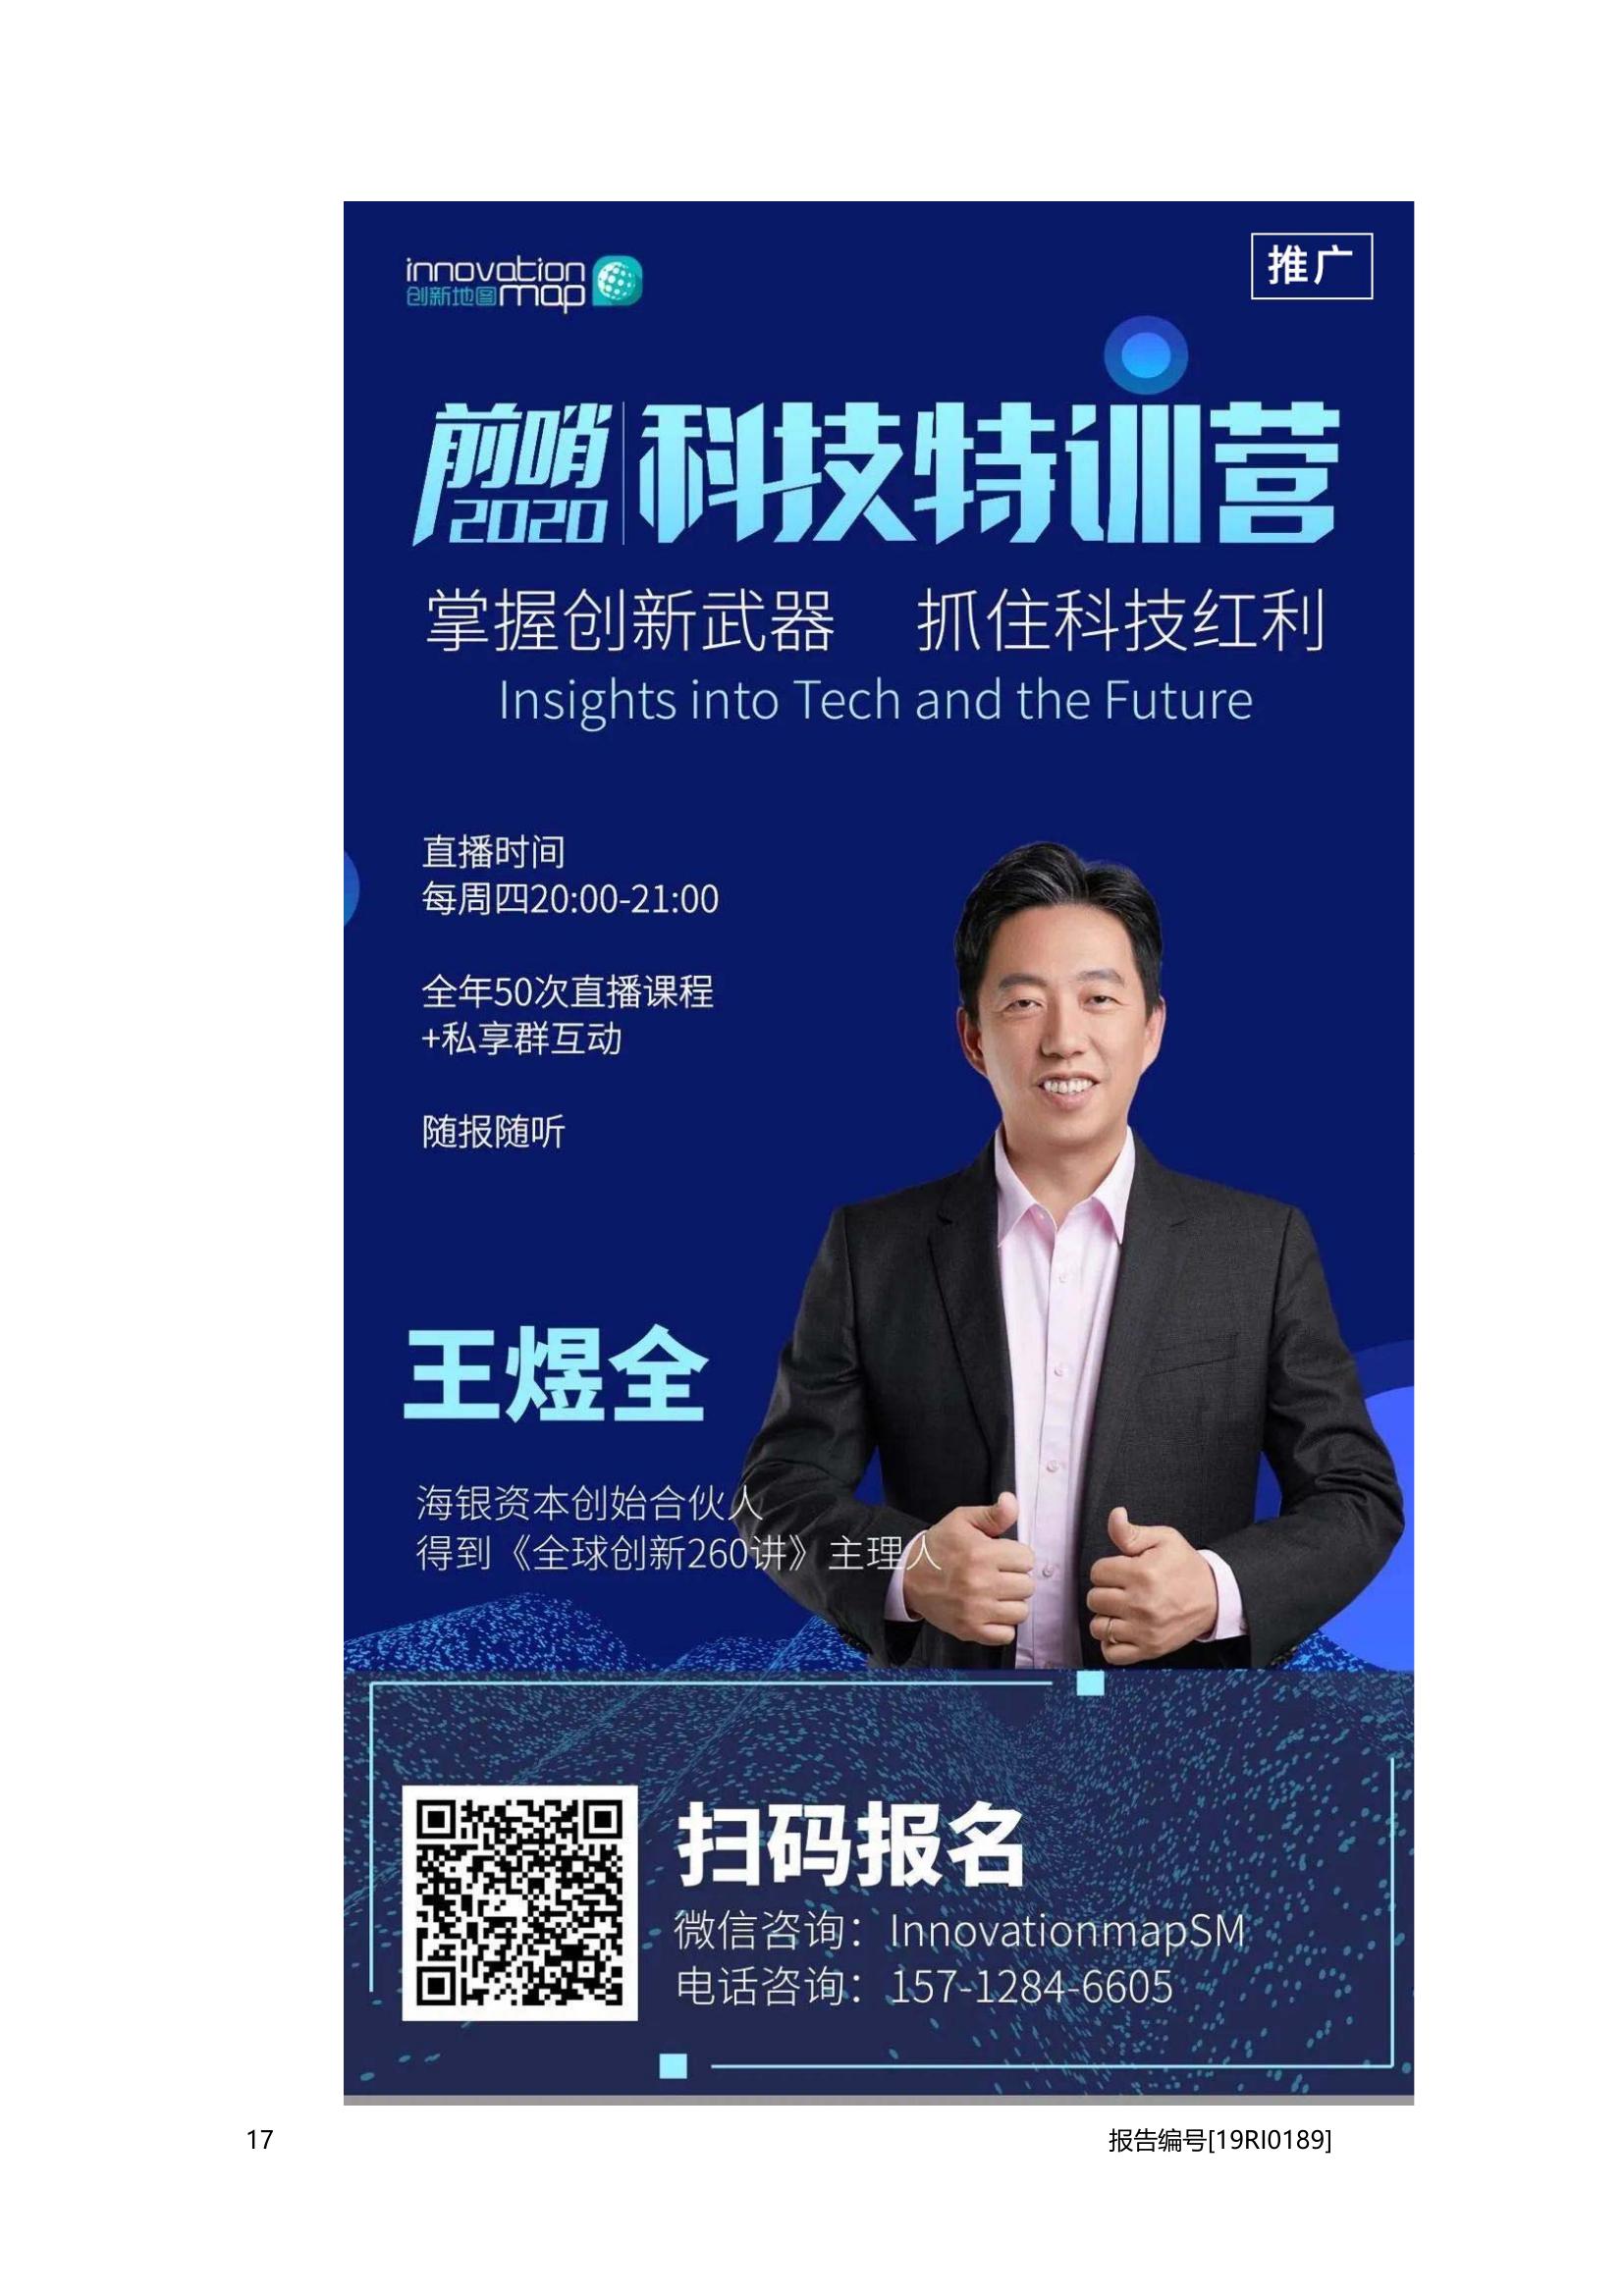 innovation
创新地图map
推广
前哨
2020
科技特训营
掌握创新武器 抓住科技红利
Insights into Tech and the Future
直播时间
每周四20:00-21:00
全年50次直播课程
+私享群互动
随报随听
王煜全
海银资本创始合伙人
得到《全球创新260讲》主理人
扫码报名
微信咨询：InnovationmapSM
电话咨询：157-1284-6605
17
报告编号[19RI0189]